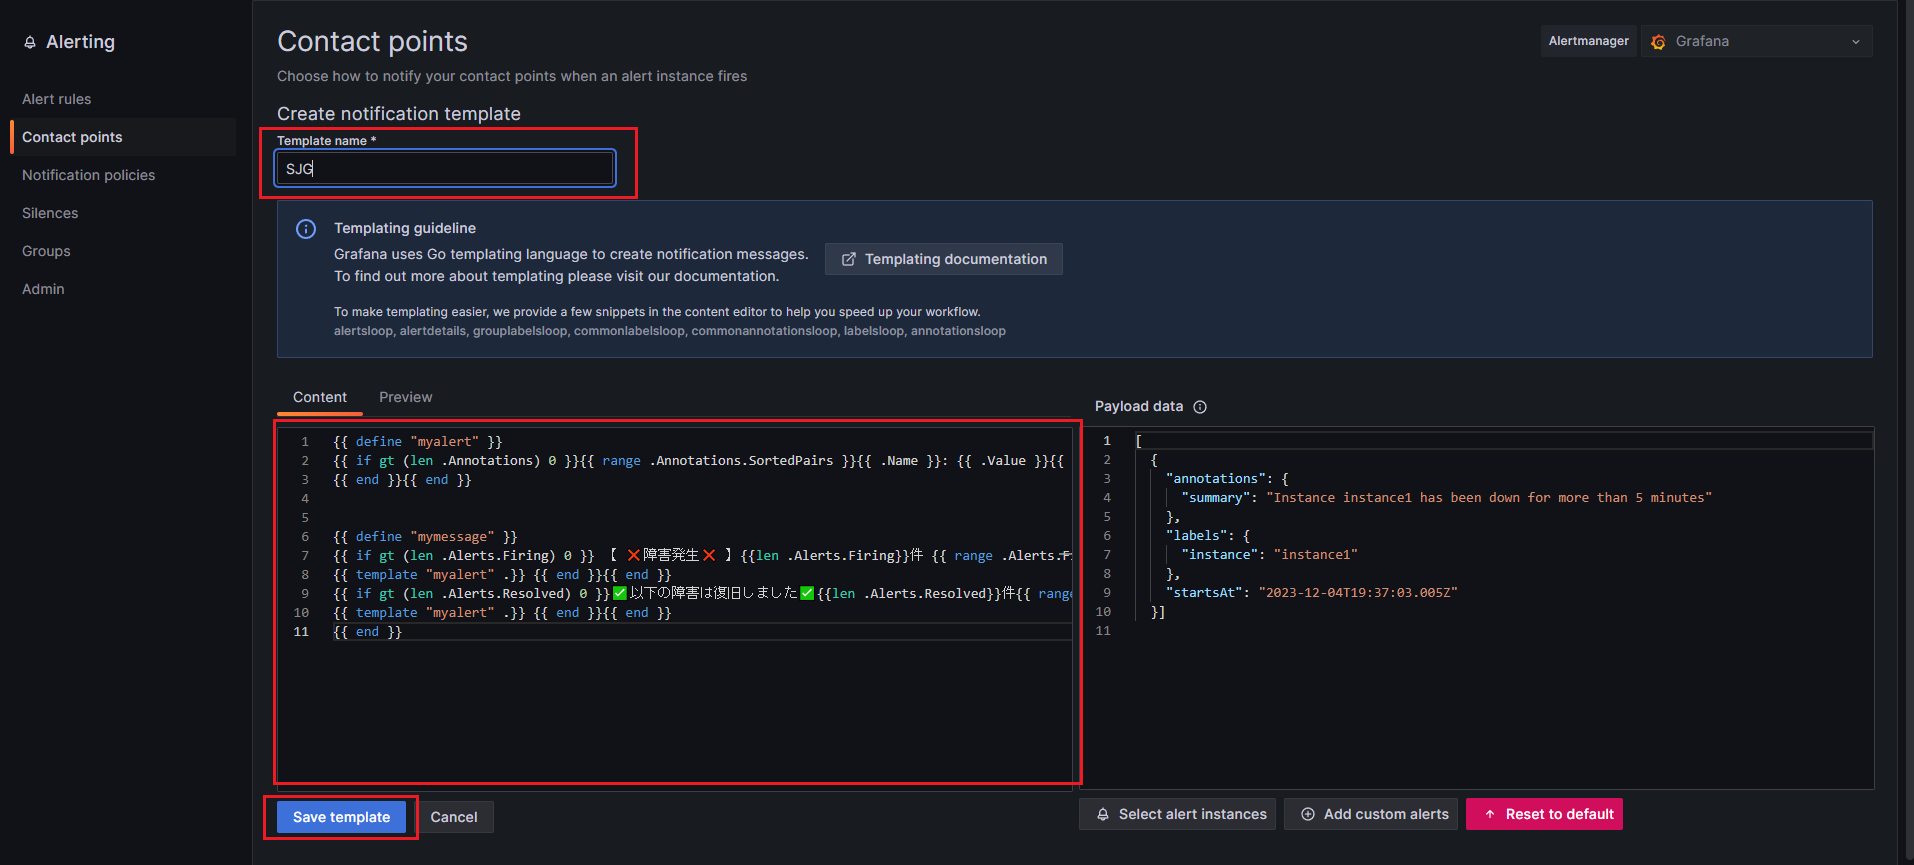 Alerting
Alert rules
Contact points
Notification policies
Silences
Groups
Admin
Contact points
Choose how to notify your contact points when an alert instance fires
Alertmanager
Grafana
Create notification template
Template name *
SJG
Templating guideline
Grafana uses Go templating language to create notification messages.
To find out more about templating please visit our documentation.
Templating documentation
To make templating easier, we provide a few snippets in the content editor to help you speed up your workflow.
alertsloop, alertdetails, grouplabelsloop, commonlabelsloop, commonannotationsloop, labelsloop, annotationsloop
Content
Preview
1 {{ define "myalert" }}
2 {{ if gt (len .Annotations) 0 }}{{ range .Annotations.SortedPairs }}{{ .Name }}: {{ .Value }}{{
3 {{ end }}{{ end }}
4
5
6 {{ define "mymessage" }}
7 {{ if gt (len .Alerts.Firing) 0 }} 【 ❌障害発生❌ 】{{len .Alerts.Firing}}件 {{ range .Alerts.Fi
8 {{ template "myalert" .}} {{ end }}{{ end }}
9 {{ if gt (len .Alerts.Resolved) 0 }}✅以下の障害は復旧しました✅{{len .Alerts.Resolved}}件{{ range
10 {{ template "myalert" .}} {{ end }}{{ end }}
11 {{ end }}
Payload data
1 [
2 {
3 "annotations": {
4 "summary": "Instance instance1 has been down for more than 5 minutes"
5 },
6 "labels": {
7 "instance": "instance1"
8 },
9 "startsAt": "2023-12-04T19:37:03.005Z"
10 }]
11
Save template
Cancel
Select alert instances
Add custom alerts
Reset to default